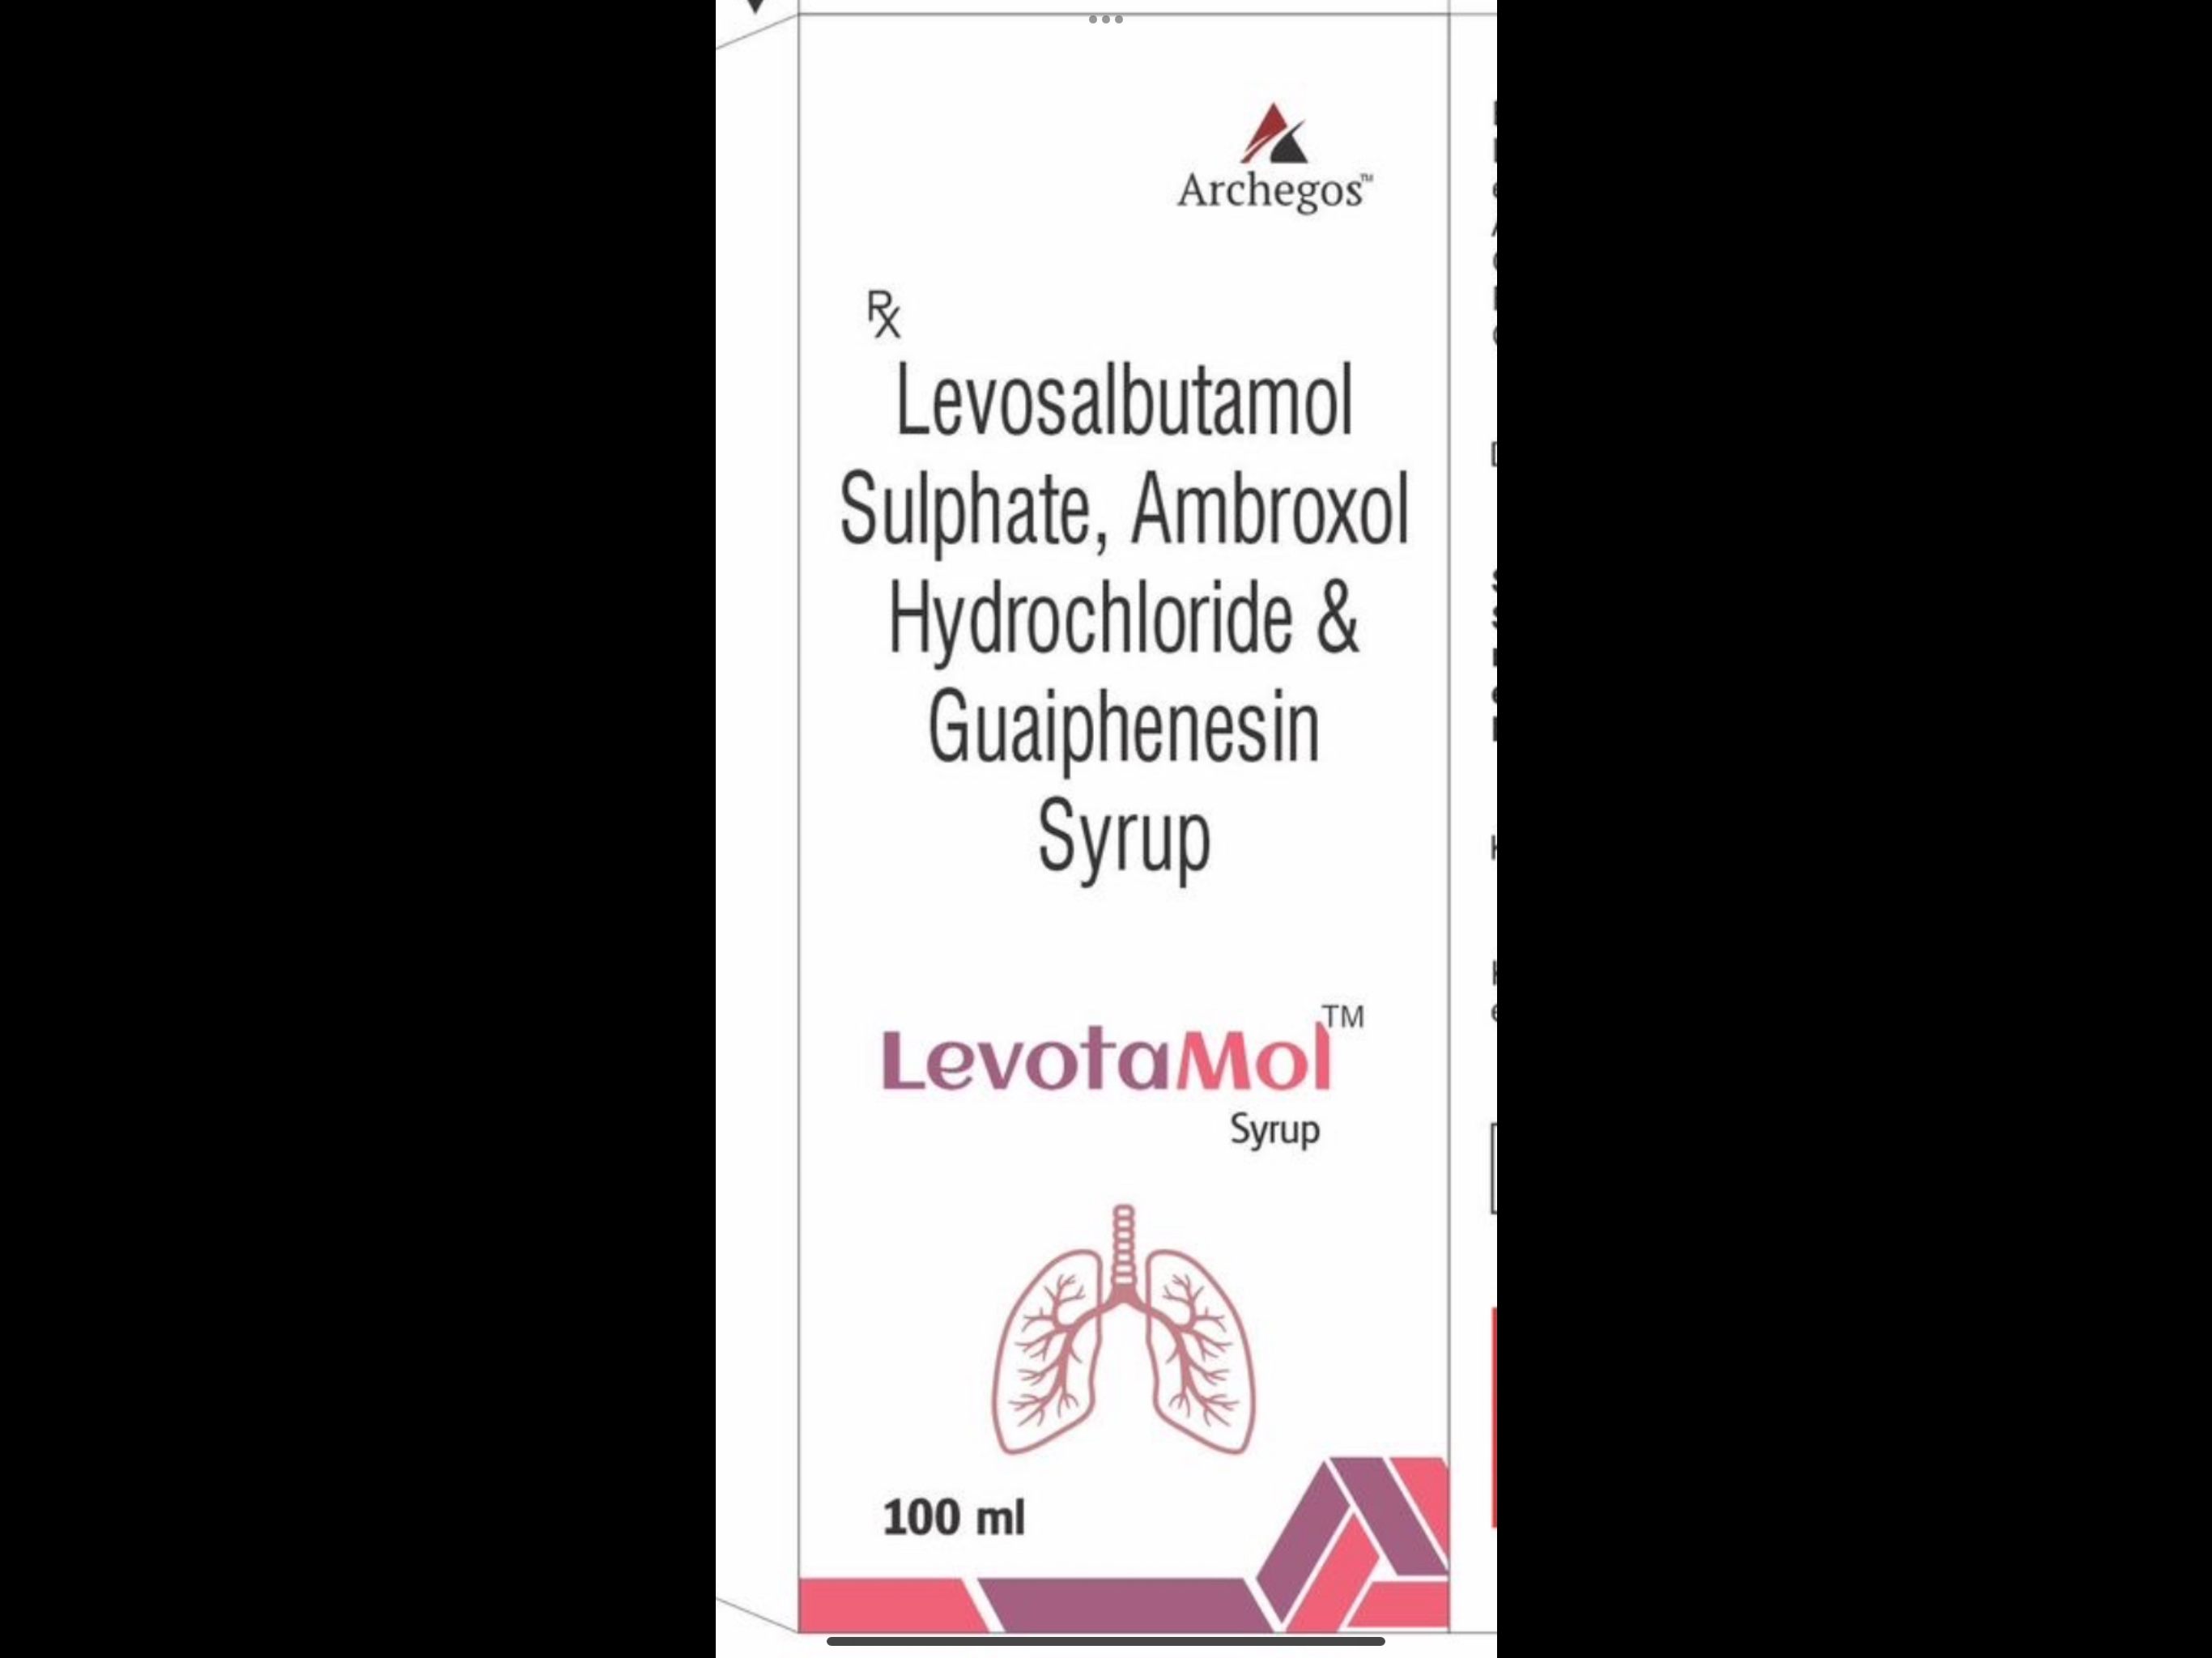 Archegos™
Rx
Levosalbutamol
Sulphate, Ambroxol
Hydrochloride &
Guaiphenesin
Syrup
LevotaMol™
Syrup
100 ml